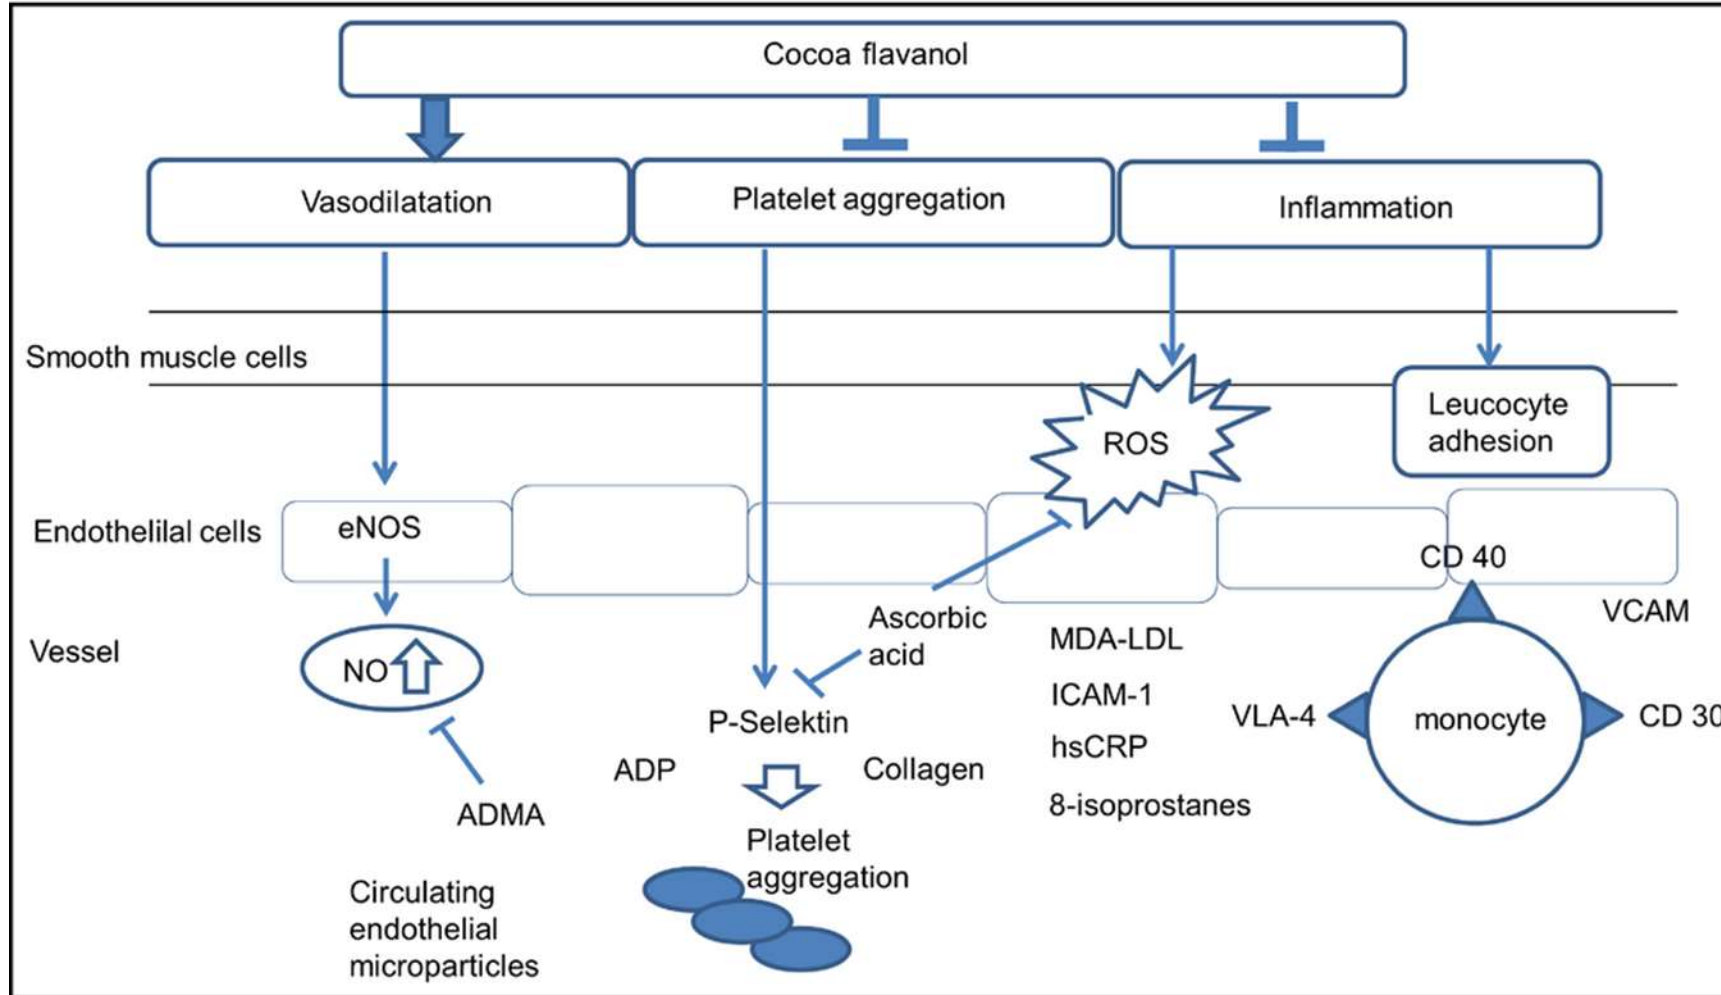 Cocoa flavanol
Vasodilatation
Platelet aggregation
Inflammation
Smooth muscle cells
ROS
Leucocyte
adhesion
Endothelilal cells
eNOS
CD 40
Vessel
NO
Ascorbic
acid
MDA-LDL
VCAM
ICAM-1
VLA-4
monocyte
CD 30
P-Selektin
hsCRP
ADP
Collagen
8-isoprostanes
ADMA
Platelet
aggregation
Circulating
endothelial
microparticles